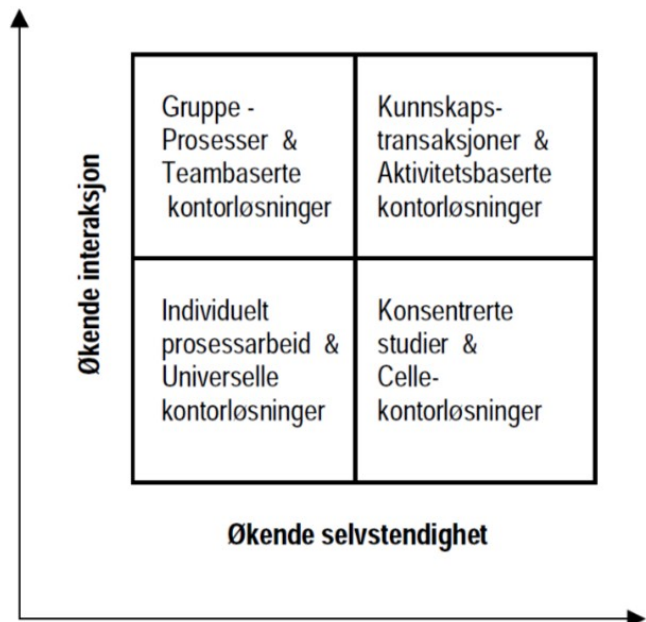 Økende interaksjon
Gruppe -
Prosesser &
Teambaserte
kontorløsninger
Kunnskaps-
transaksjoner &
Aktivitetsbaserte
kontorløsninger
Individuelt
prosessarbeid &
Universelle
kontorløsninger
Konsentrerte
studier &
Celle-
kontorløsninger
Økende selvstendighet